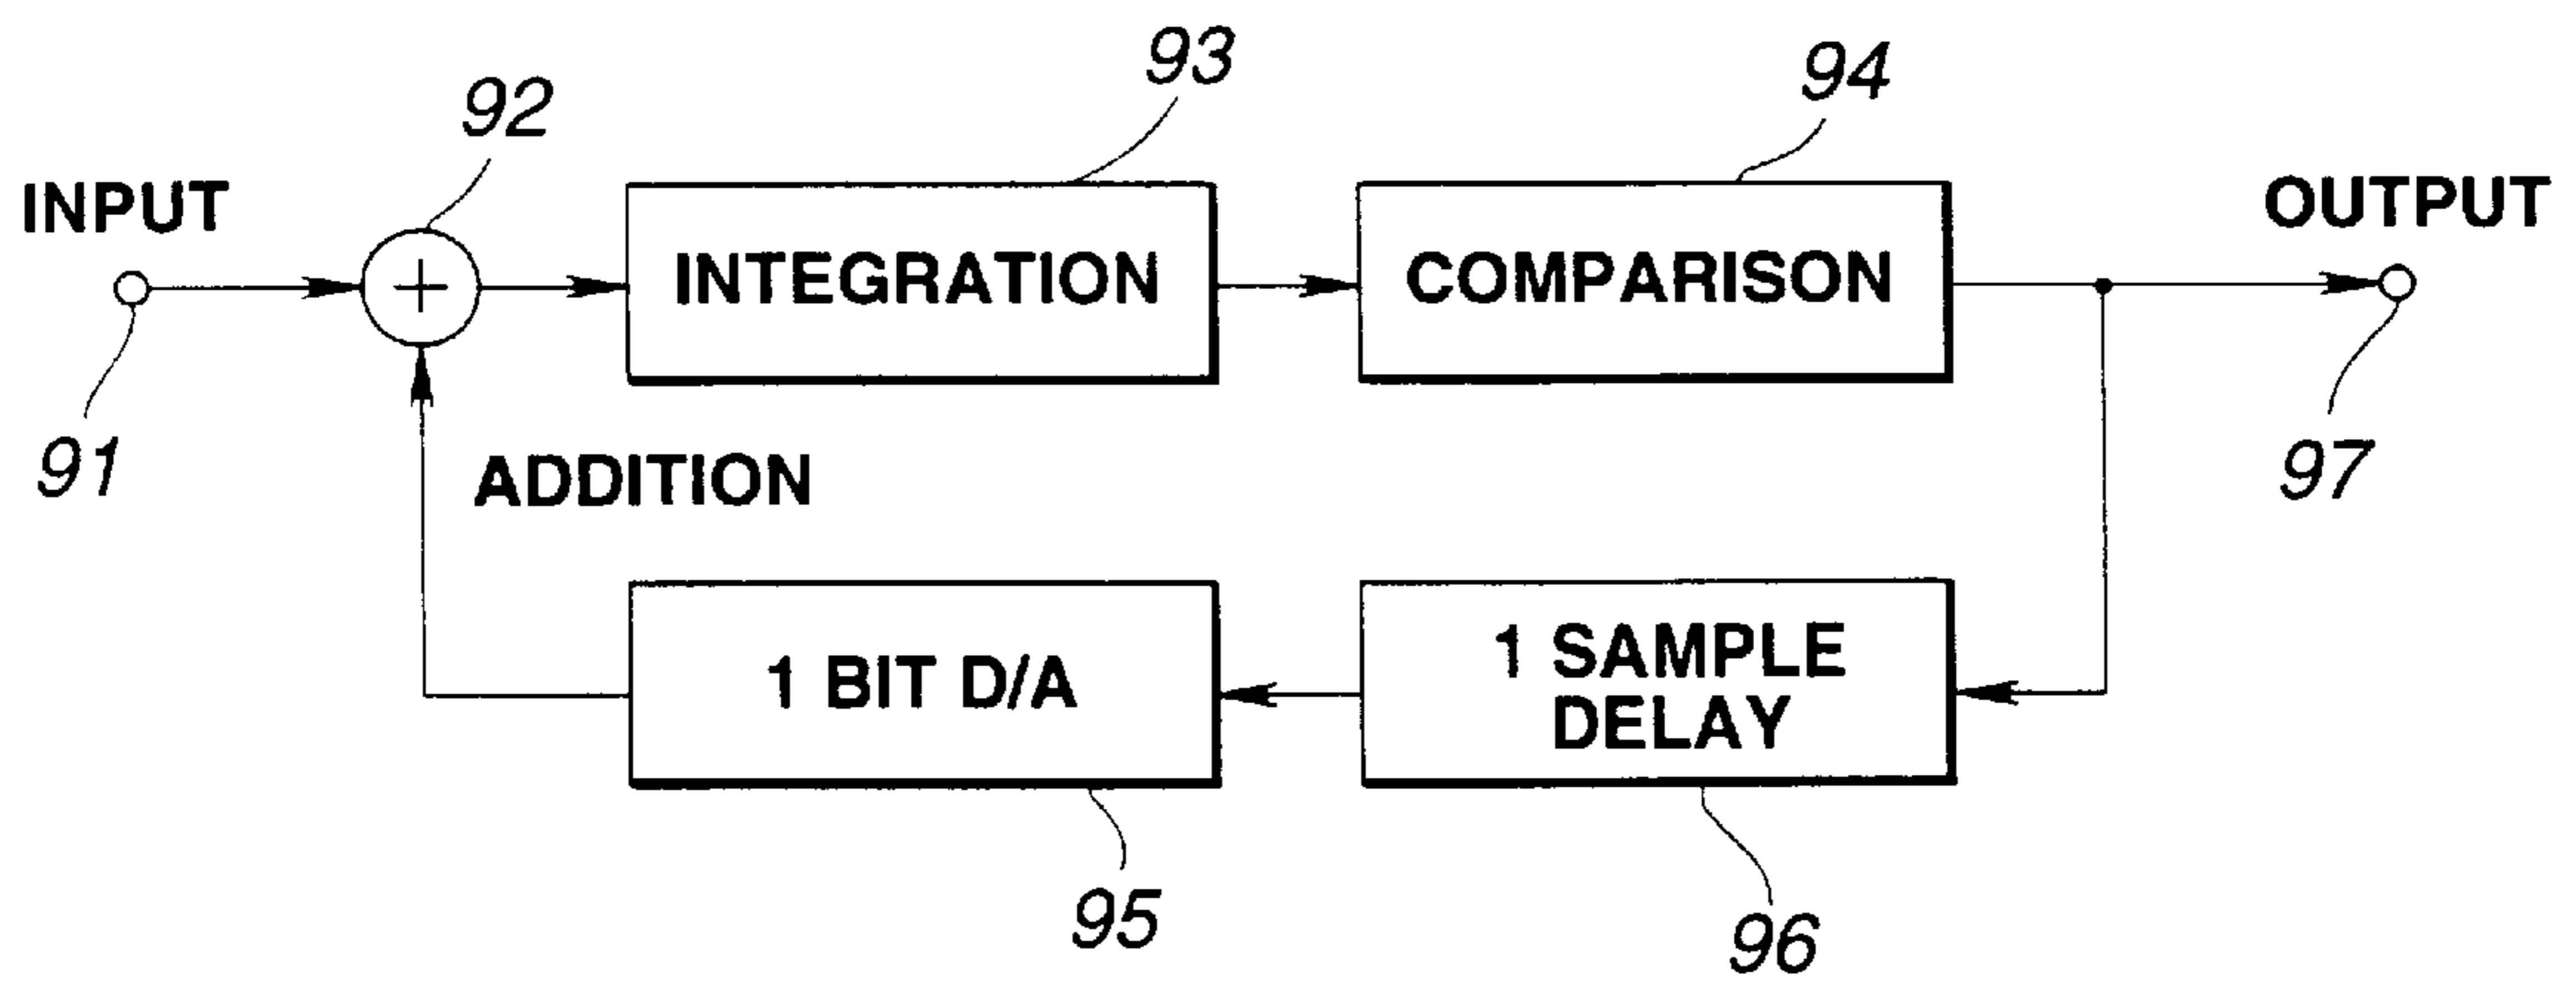 93
94
92
INPUT
OUTPUT
+
INTEGRATION
COMPARISON
91
ADDITION
97
1 BIT D/A
1 SAMPLE
DELAY
95
96